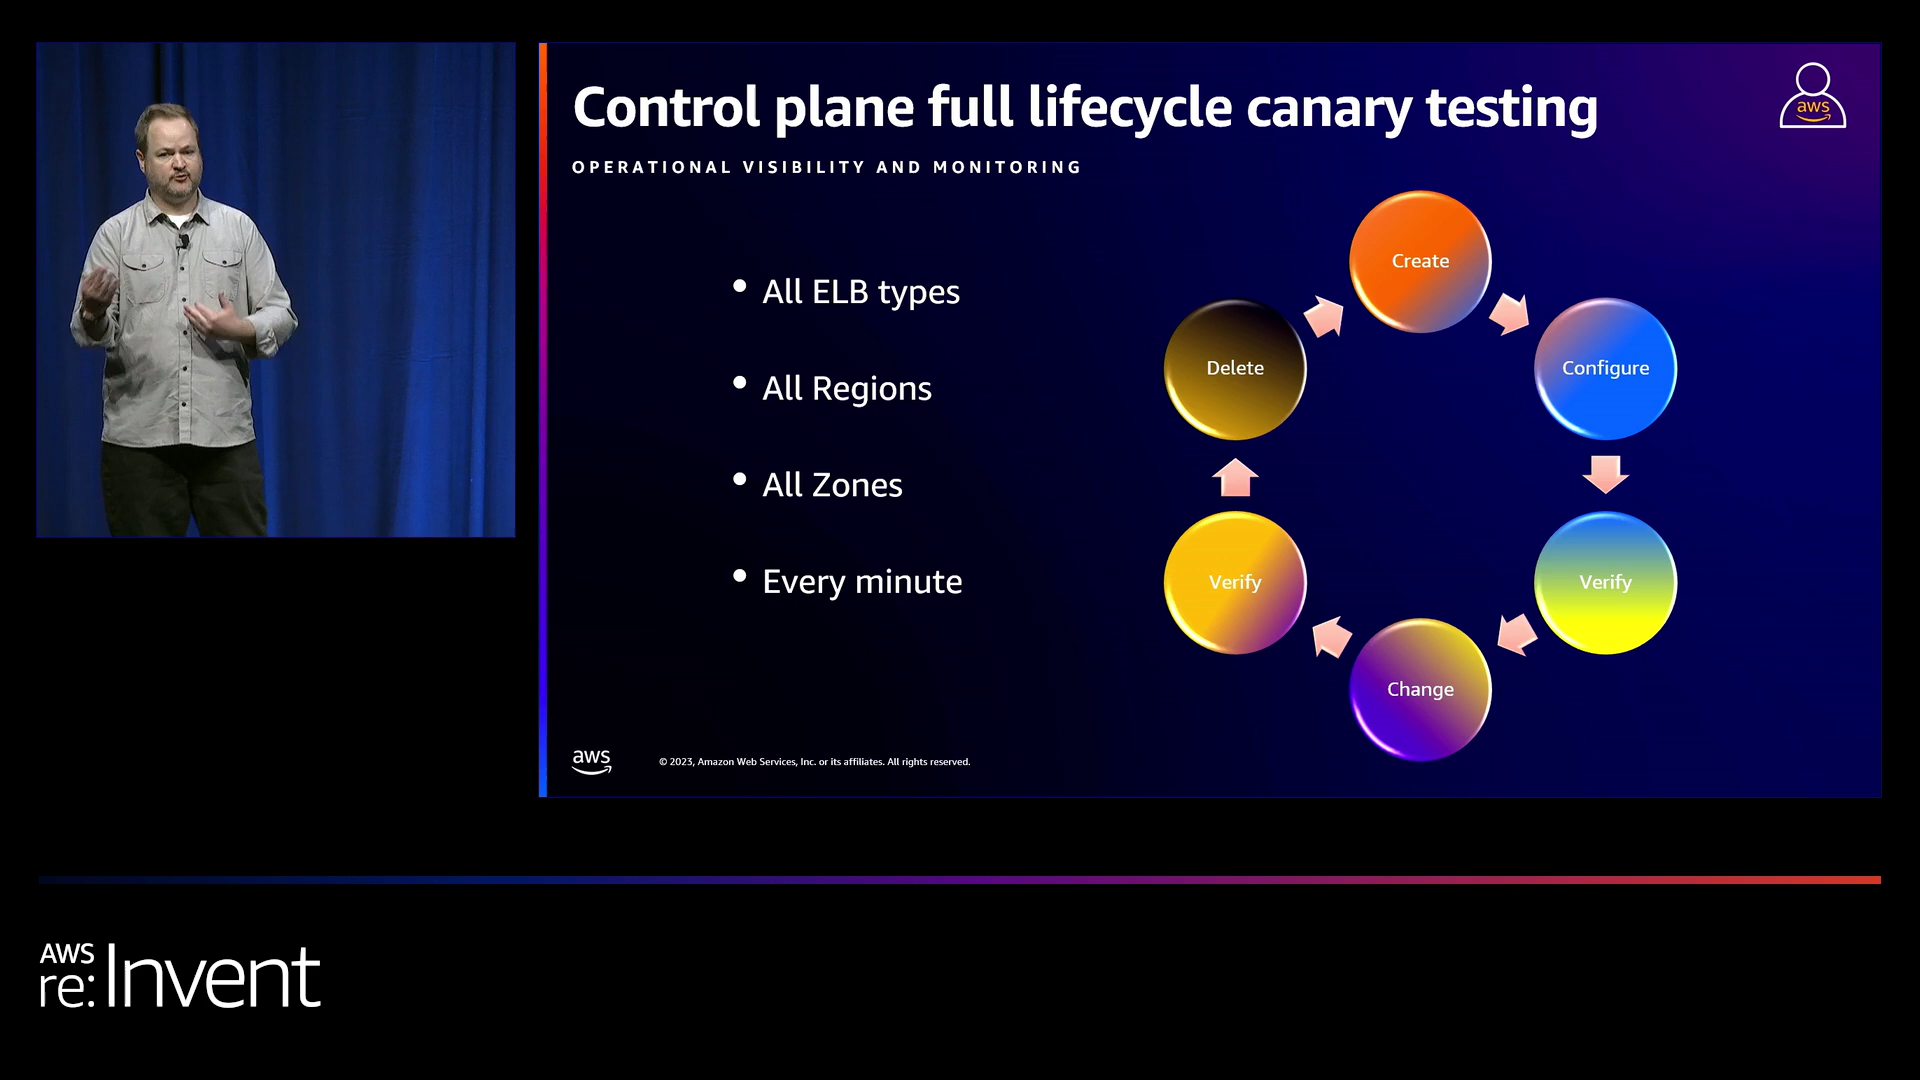 Control plane full lifecycle canary testing
OPERATIONAL VISIBILITY AND MONITORING
aws
• All ELB types
• All Regions
• All Zones
• Every minute
Create
Configure
Verify
Change
Verify
Delete
aws
© 2023, Amazon Web Services, Inc. or its affiliates. All rights reserved.
AWS
re:Invent